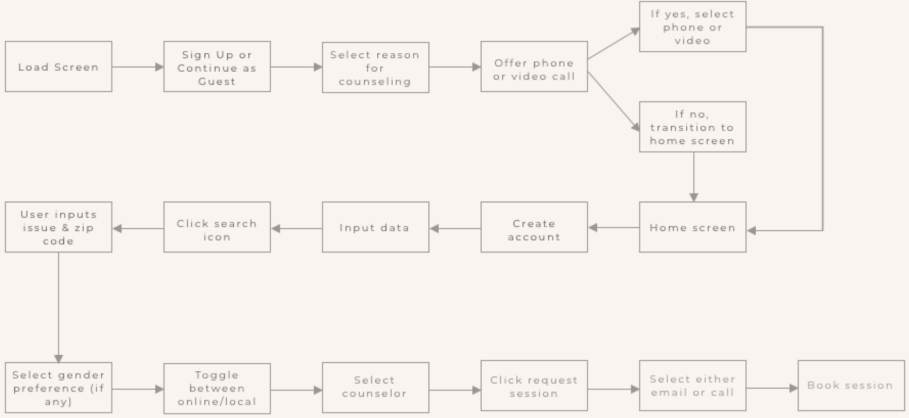 Load Screen
Sign Up or
Continue as
Guest
Select reason
for
counseling
Offer phone
or video call
If yes, select
phone or
video
If no,
transition to
home screen
Home screen
Create
account
Input data
Click search
icon
User inputs
issue & zip
code
Select gender
preference (if
any)
Toggle
between
online/local
Select
counselor
Click request
session
Select either
email or call
Book session